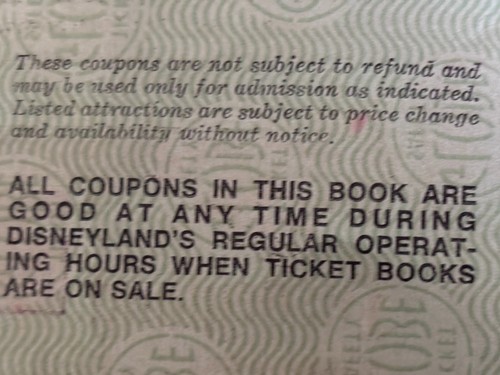 These coupons are not subject to refund and
may be used only for admission as indicated.
Listed attractions are subject to price change
and availability without notice.
ALL COUPONS IN THIS BOOK ARE
GOOD AT ANY TIME DURING
DISNEYLAND'S REGULAR OPERAT-
ING HOURS WHEN TICKET BOOKS
ARE ON SALE.
GLOBE